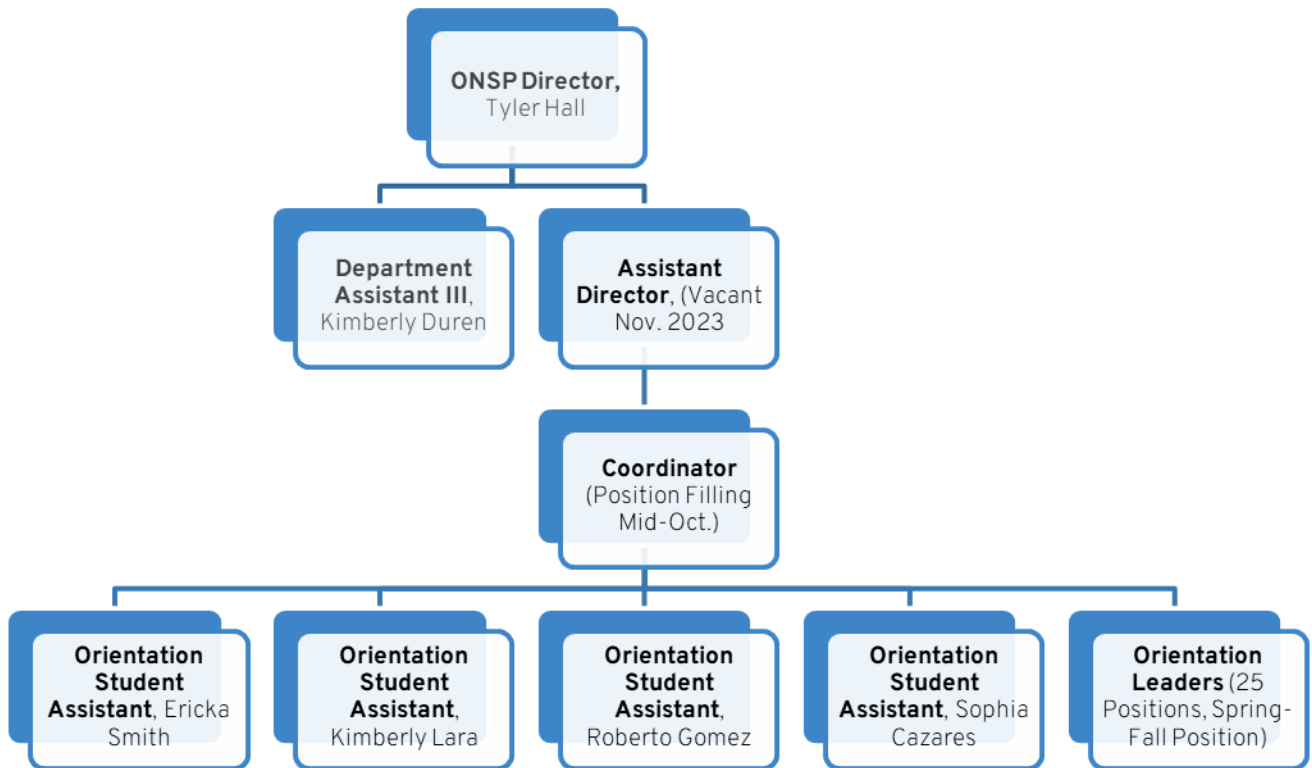 ONSP Director,
Tyler Hall
Department
Assistant III,
Kimberly Duren
Assistant
Director, (Vacant
Nov. 2023
Coordinator
(Position Filling
Mid-Oct.)
Orientation
Student
Assistant, Ericka
Smith
Orientation
Student
Assistant,
Kimberly Lara
Orientation
Student
Assistant,
Roberto Gomez
Orientation
Student
Assistant, Sophia
Cazares
Orientation
Leaders (25
Positions, Spring-
Fall Position)